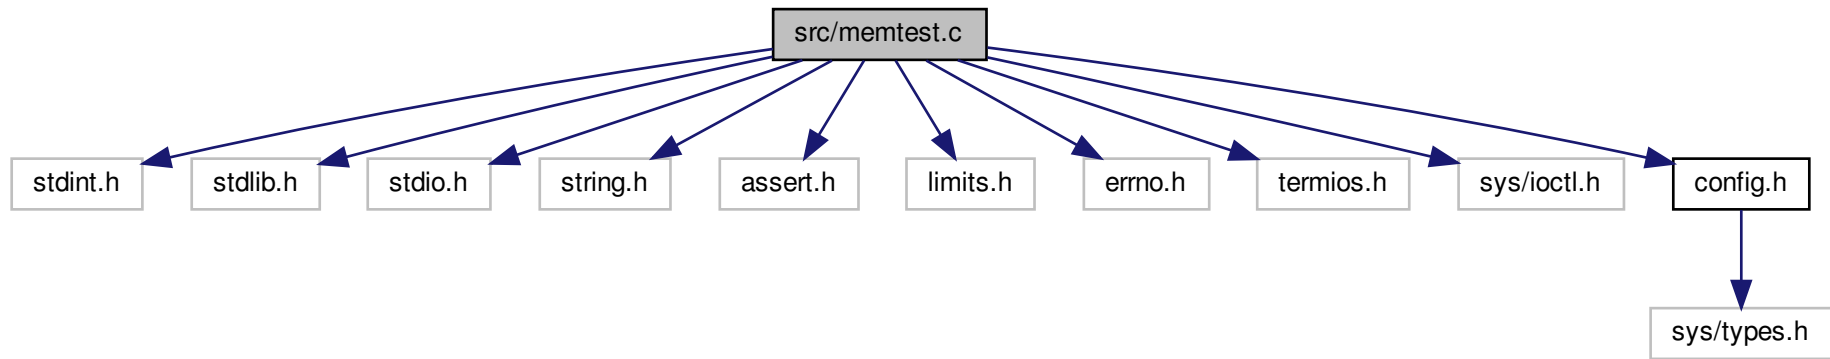 src/memtest.c
stdint.h
stdlib.h
stdio.h
string.h
assert.h
limits.h
errno.h
termios.h
sys/ioctl.h
config.h
sys/types.h